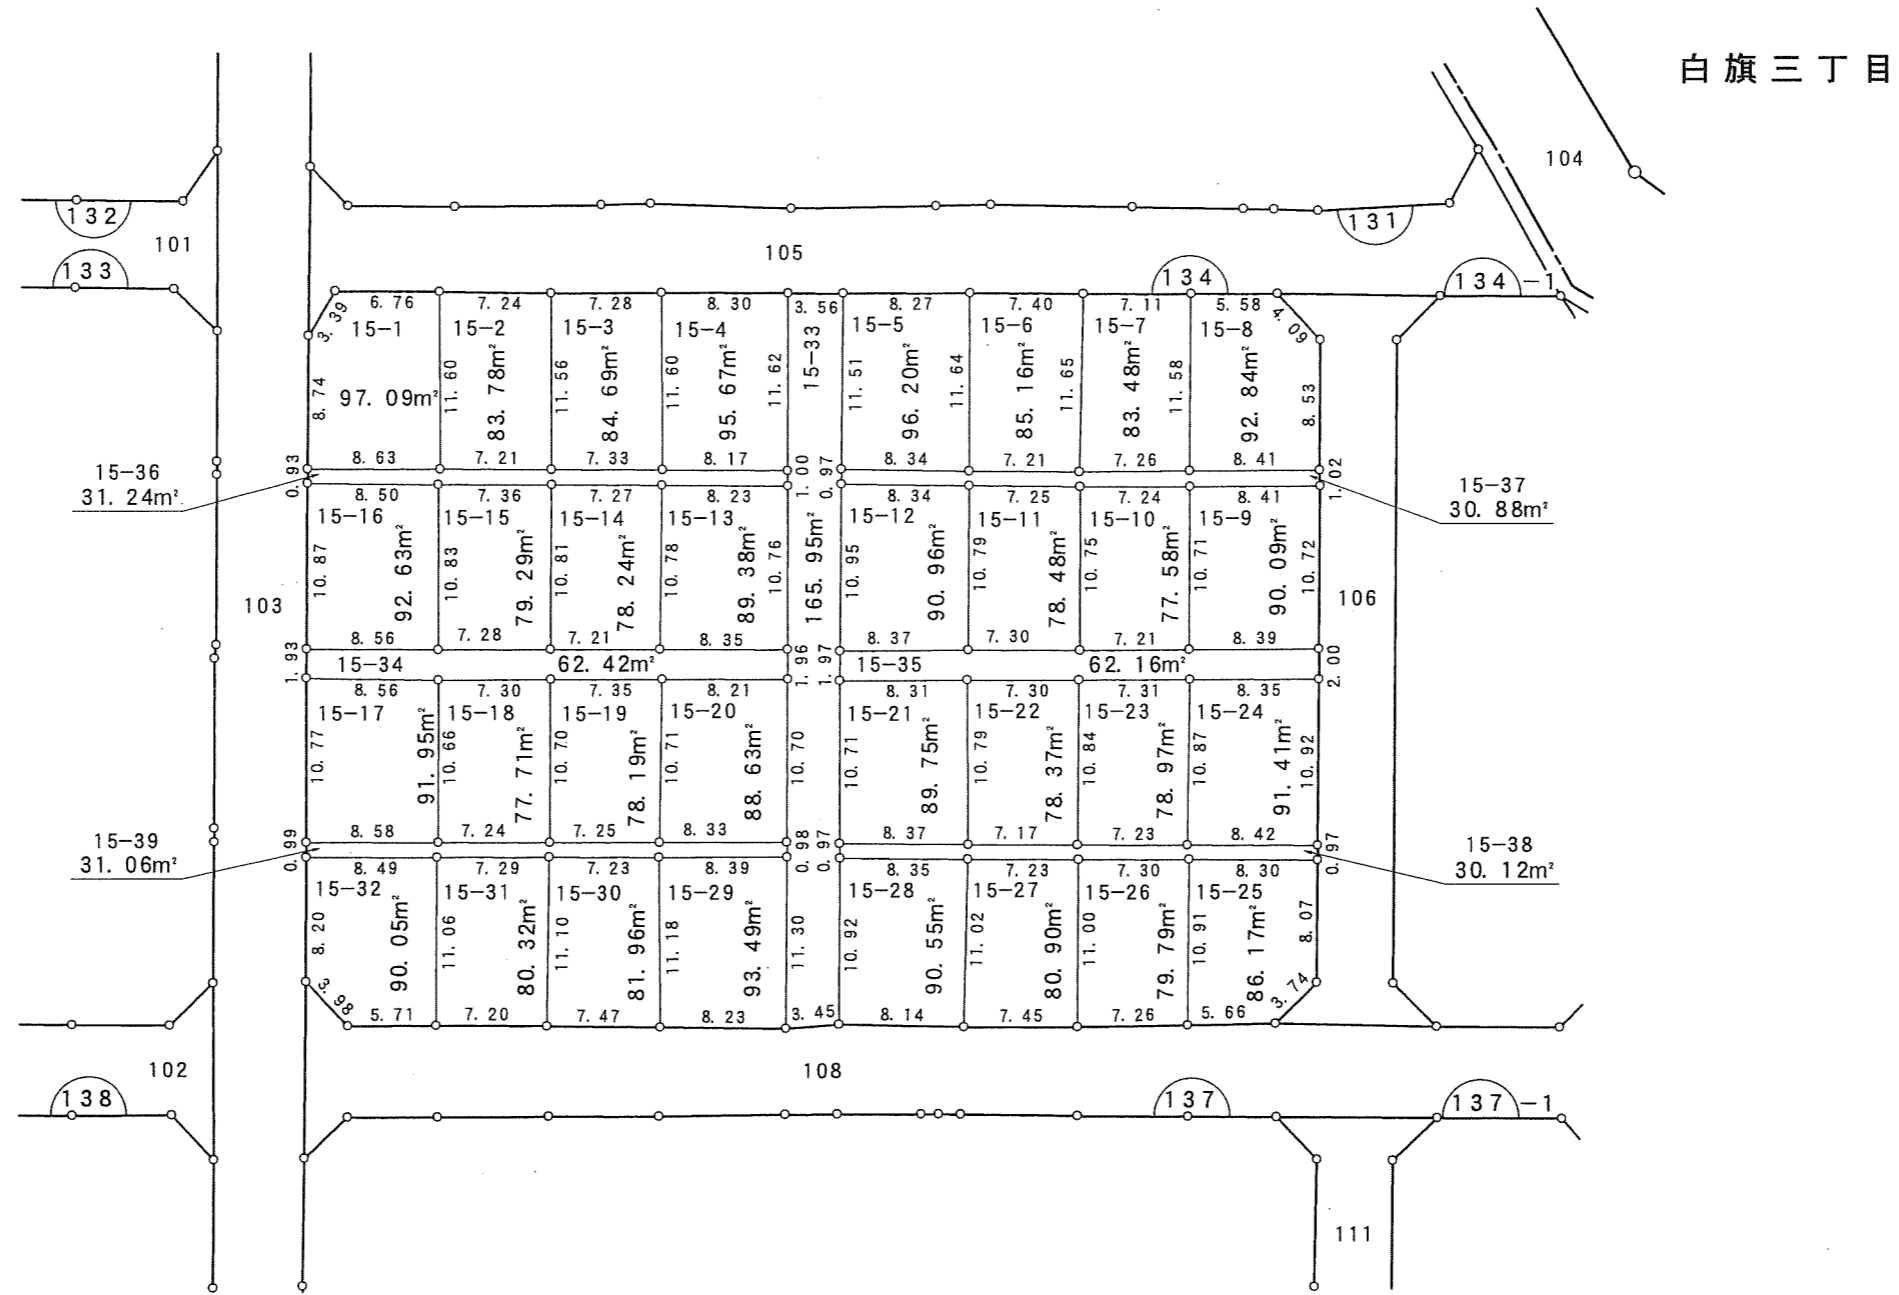 白旗三丁目
104
132
101
133
131
105
134
134-1
6.76 7.24 7.28 8.30 3.56 8.27 7.40 7.11 5.58
3.39
4.09
15-1 15-2 15-3 15-4 15-33 15-5 15-6 15-7 15-8
8.74 97.09m² 11.60 83.78m² 11.56 84.69m² 11.60 95.67m² 11.62 11.51 96.20m² 11.64 85.16m² 11.65 83.48m² 11.58 92.84m² 8.53
8.63 7.21 7.33 8.17 8.34 7.21 7.26 8.41
15-36
31.24m²
0.93 1.00 0.97 1.02
15-37
30.88m²
8.50 7.36 7.27 8.23 8.34 7.25 7.24 8.41
15-16 15-15 15-14 15-13 15-12 15-11 15-10 15-9
10.87 92.63m² 10.83 79.29m² 10.81 78.24m² 10.78 89.38m² 10.76 165.95m² 10.95 90.96m² 10.79 78.48m² 10.75 77.58m² 10.71 90.09m² 10.72
103
106
8.56 7.28 7.21 8.35 8.37 7.30 7.21 8.39
1.93 15-34 62.42m² 1.96 1.97 15-35 62.16m² 2.00
8.56 7.30 7.35 8.21 8.31 7.30 7.31 8.35
15-17 15-18 15-19 15-20 15-21 15-22 15-23 15-24
10.77 91.95m² 10.66 77.71m² 10.70 78.19m² 10.71 88.63m² 10.70 10.71 89.75m² 10.79 78.37m² 10.84 78.97m² 10.87 91.41m² 10.92
8.58 7.24 7.25 8.33 8.37 7.17 7.23 8.42
15-39
31.06m²
0.99 0.98 0.97 0.97
15-38
30.12m²
8.49 7.29 7.23 8.39 8.35 7.23 7.30 8.30
15-32 15-31 15-30 15-29 15-28 15-27 15-26 15-25
8.20 90.05m² 11.06 80.32m² 11.10 81.96m² 11.18 93.49m² 11.30 10.92 90.55m² 11.02 80.90m² 11.00 79.79m² 10.91 86.17m² 8.07
3.98
3.74
5.71 7.20 7.47 8.23 3.45 8.14 7.45 7.26 5.66
102
108
138
137
137-1
111